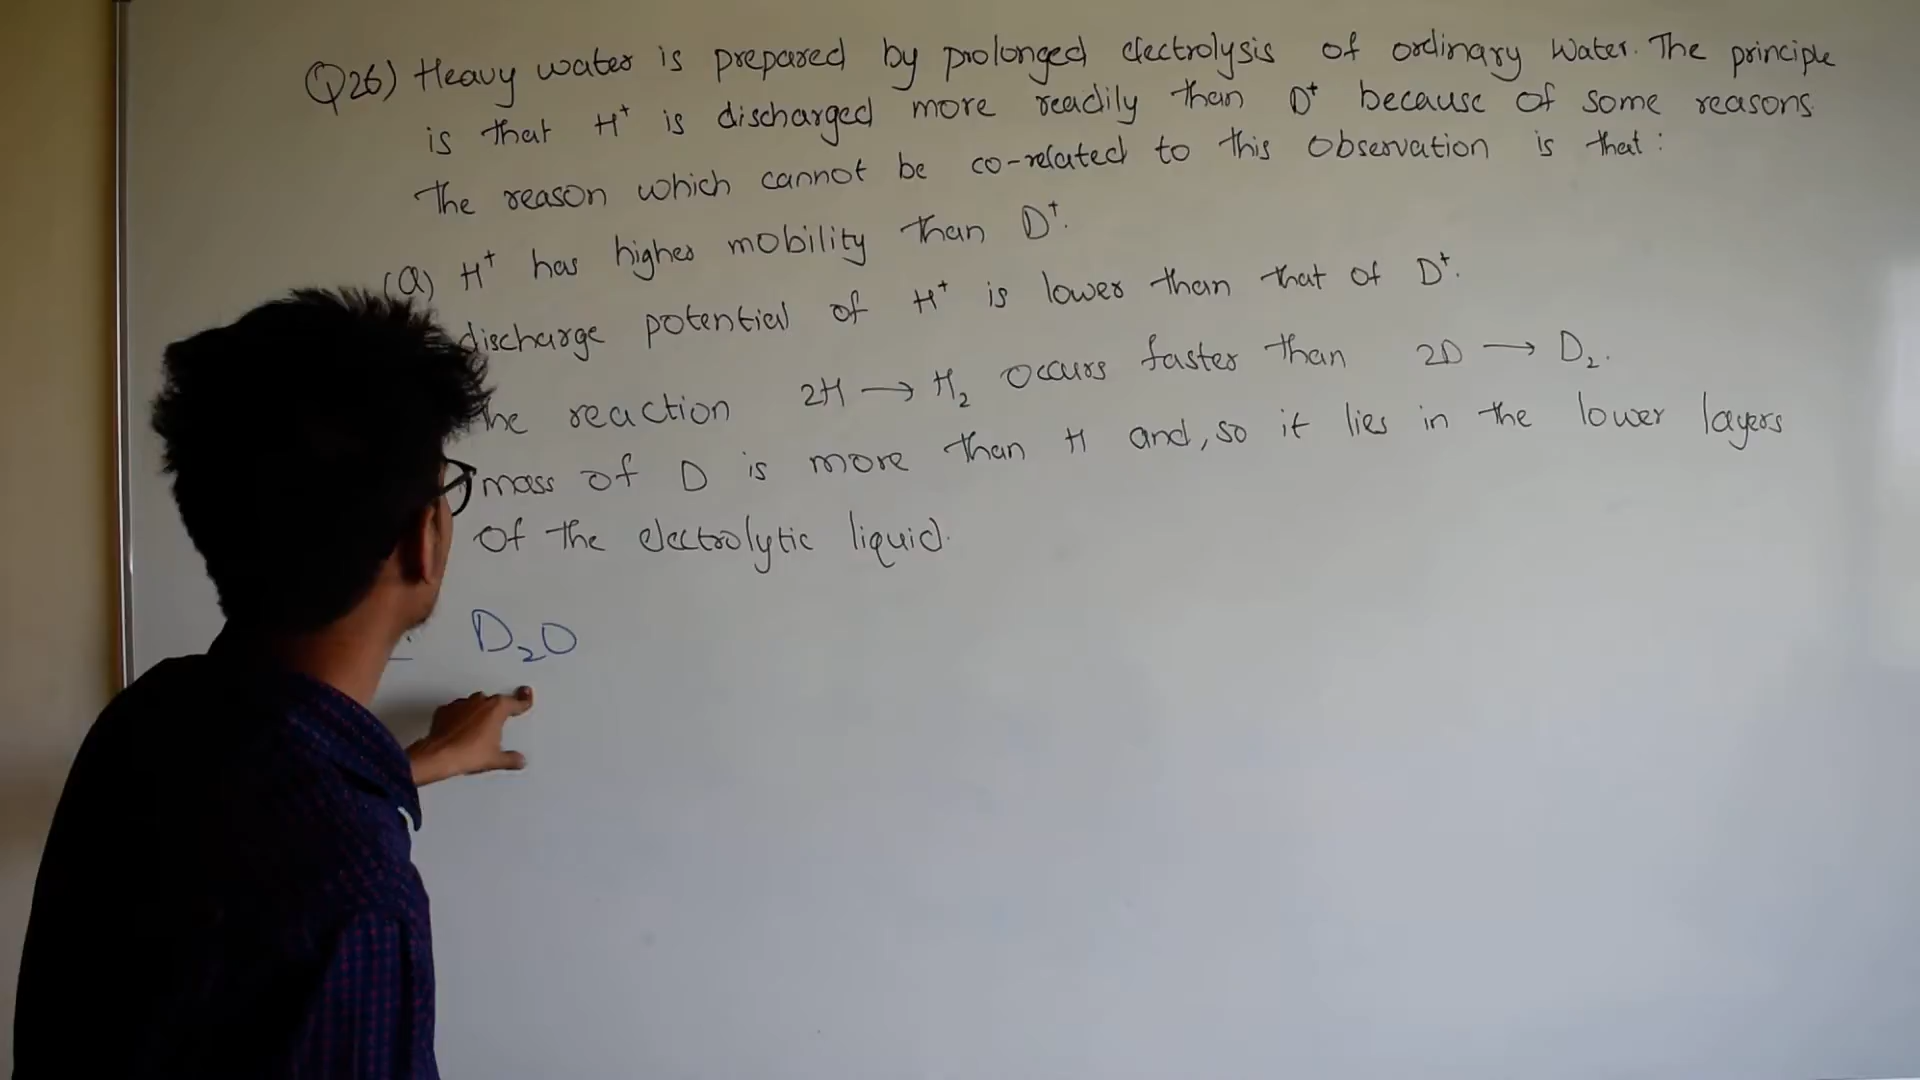 Q26) Heavy water is prepared by prolonged electrolysis of ordinary water. The principle
is that H⁺ is discharged more readily than D⁺ because of some reasons.
The reason which cannot be co-related to this observation is that:
(a) H⁺ has higher mobility than D⁺.
discharge potential of H⁺ is lower than that of D⁺.
The reaction 2H → H₂ occurs faster than 2D → D₂.
mass of D is more than H and, so it lies in the lower layers
of the electrolytic liquid.
D₂O